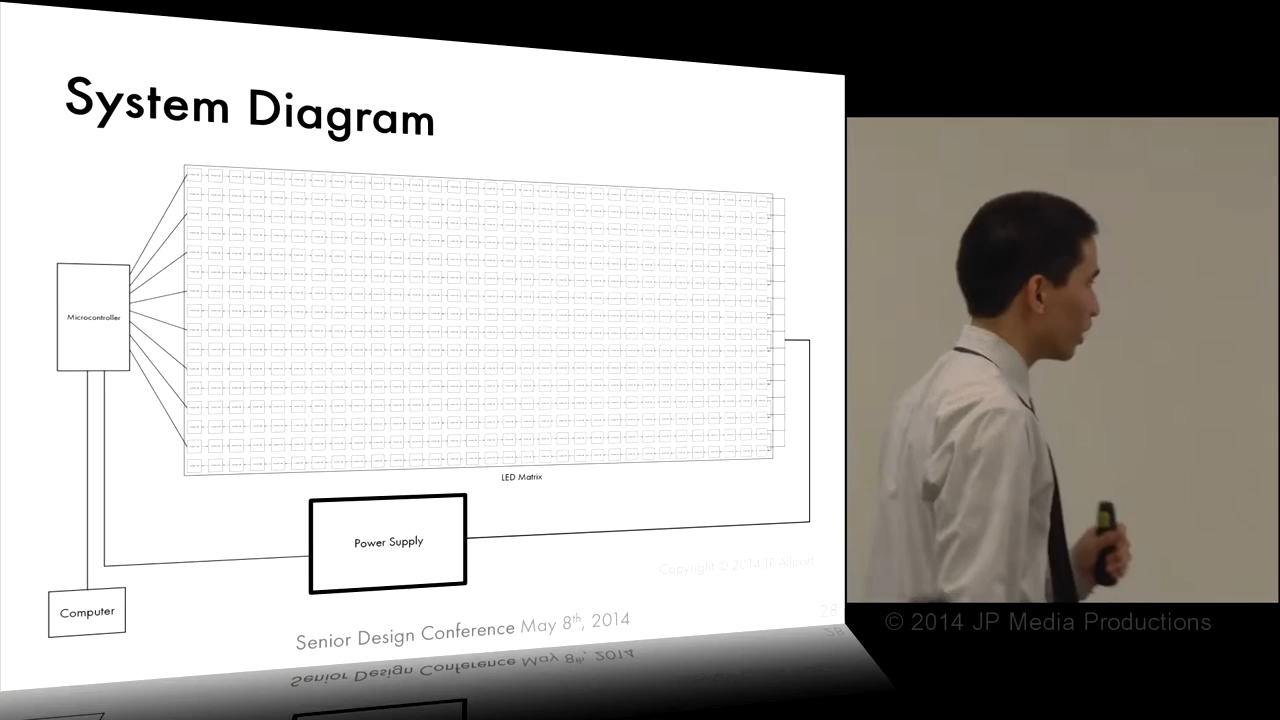 System Diagram
Microcontroller
LED Matrix
Power Supply
Computer
Copyright © 2014 JP Allport
Senior Design Conference May 8th, 2014
28
© 2014 JP Media Productions